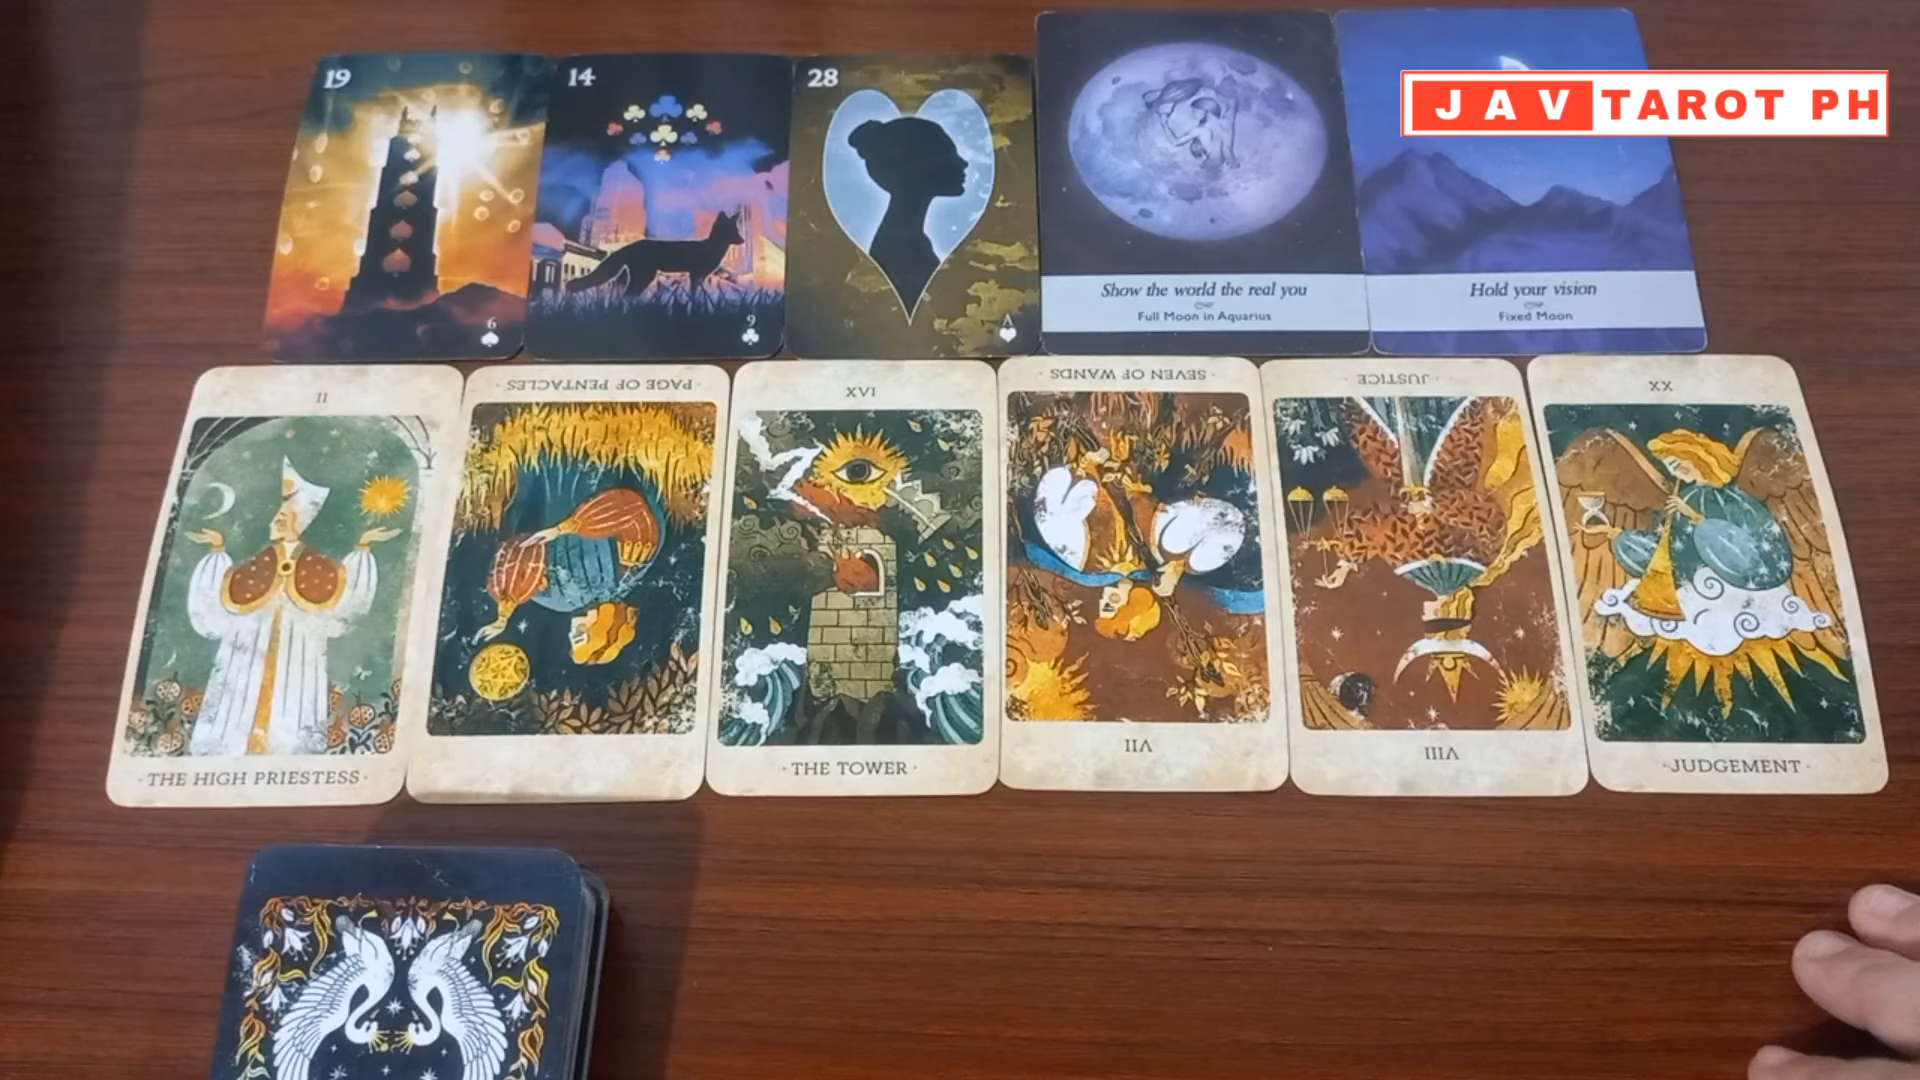 19
14
28
6
9
A
JAV TAROT PH
Show the world the real you
Full Moon in Aquarius
Hold your vision
Fixed Moon
II
PAGE OF PENTACLES
XVI
SEVEN OF WANDS
JUSTICE
XX
THE HIGH PRIESTESS
THE TOWER
VII
VIII
JUDGEMENT